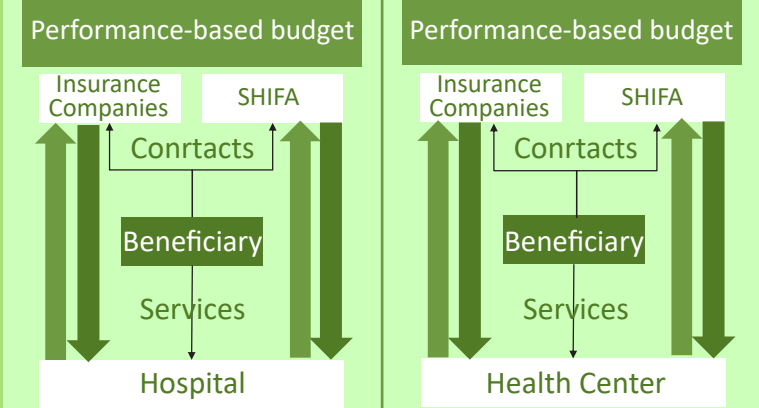 Performance-based budget
Insurance
Companies
SHIFA
Conrtacts
Beneficiary
Services
Hospital
Performance-based budget
Insurance
Companies
SHIFA
Conrtacts
Beneficiary
Services
Health Center